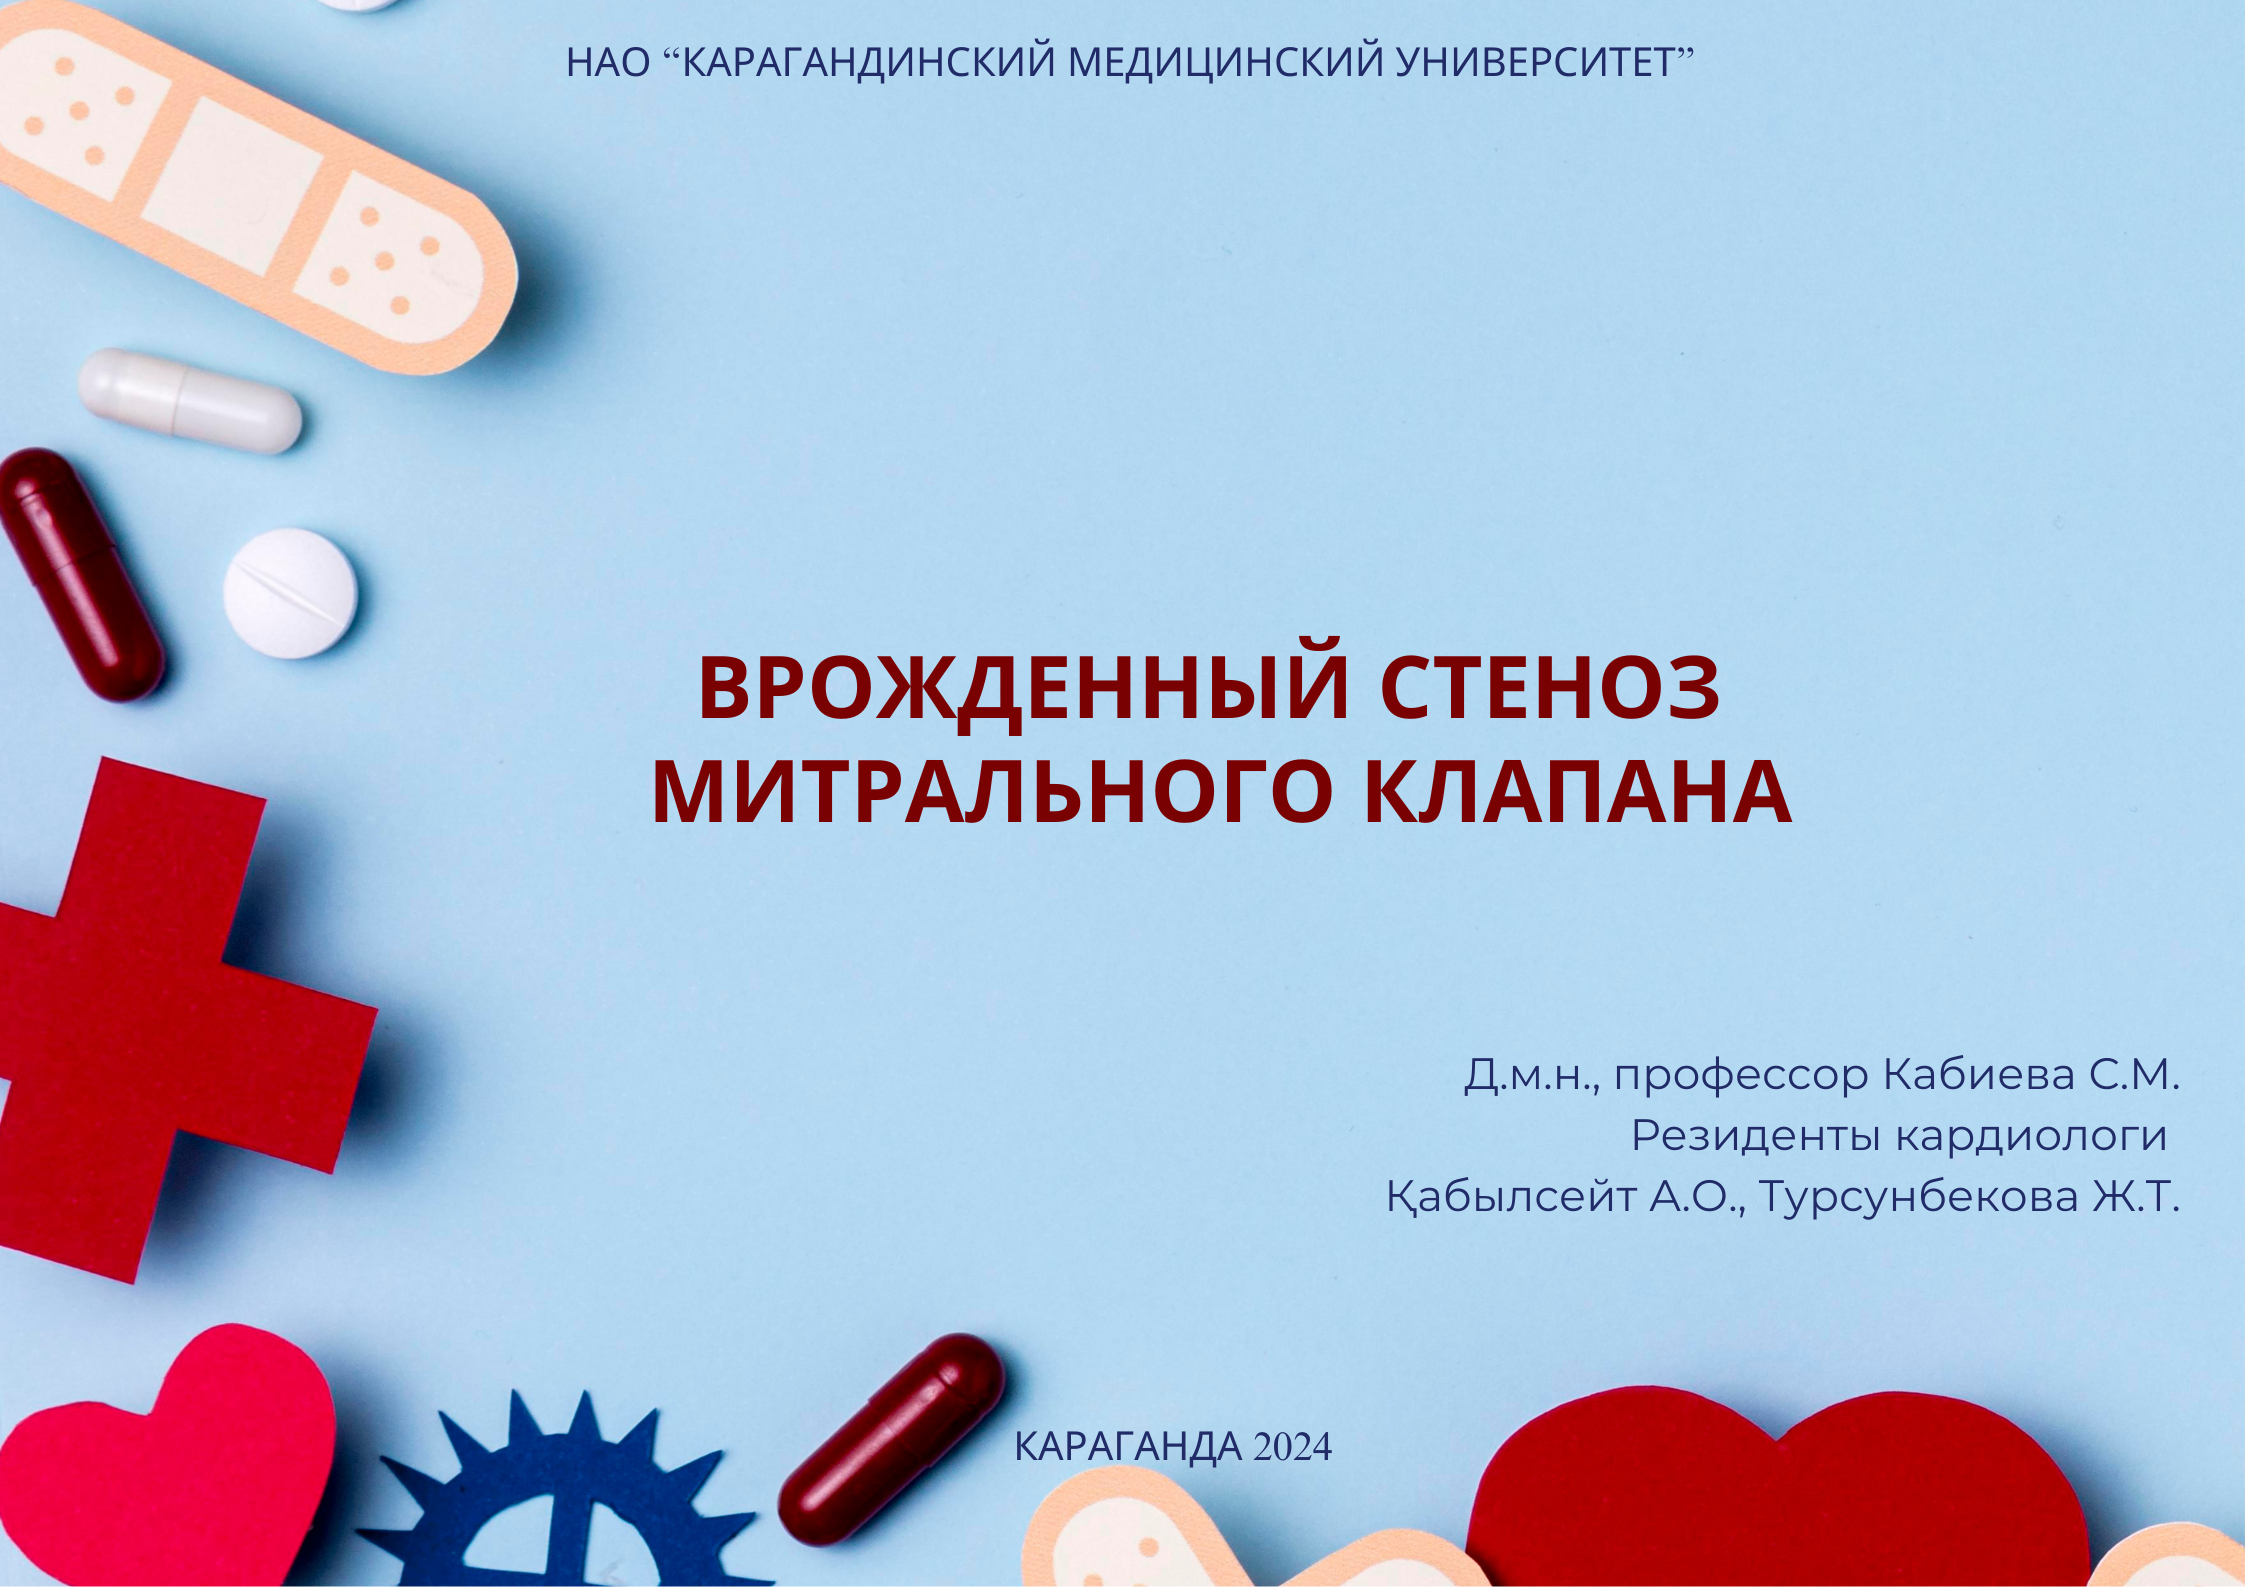 НАО “КАРАГАНДИНСКИЙ МЕДИЦИНСКИЙ УНИВЕРСИТЕТ”
ВРОЖДЕННЫЙ СТЕНОЗ
МИТРАЛЬНОГО КЛАПАНА
Д.м.н., профессор Кабиева С.М.
Резиденты кардиологи
Қабылсейт А.О., Турсунбекова Ж.Т.
КАРАГАНДА 2024